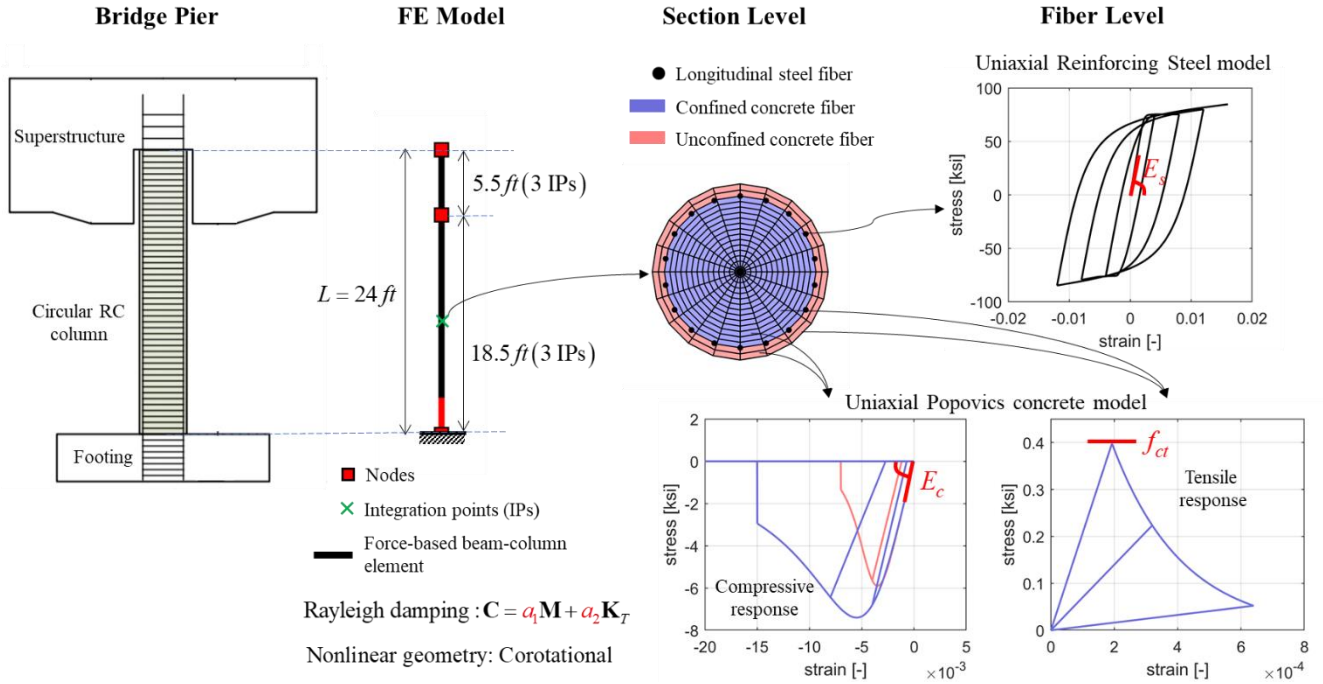 Bridge Pier
FE Model
Section Level
Fiber Level
Superstructure
Circular RC
column
Footing
L = 24 ft
5.5 ft (3 IPs)
18.5 ft (3 IPs)
Nodes
Integration points (IPs)
Force-based beam-column
element
Rayleigh damping : C = a₁M + a₂K_T
Nonlinear geometry: Corotational
Longitudinal steel fiber
Confined concrete fiber
Unconfined concrete fiber
Uniaxial Reinforcing Steel model
100
50
0
-50
-100
stress [ksi]
E_s
-0.02 -0.01 0 0.01 0.02
strain [-]
Uniaxial Popovics concrete model
2
0
-2
-4
-6
-8
stress [ksi]
E_c
Compressive
response
-20 -15 -10 -5 0 5
strain [-]
×10⁻³
0.4
0.3
0.2
0.1
0
stress [ksi]
f_ct
Tensile
response
0 2 4 6 8
strain [-]
×10⁻⁴